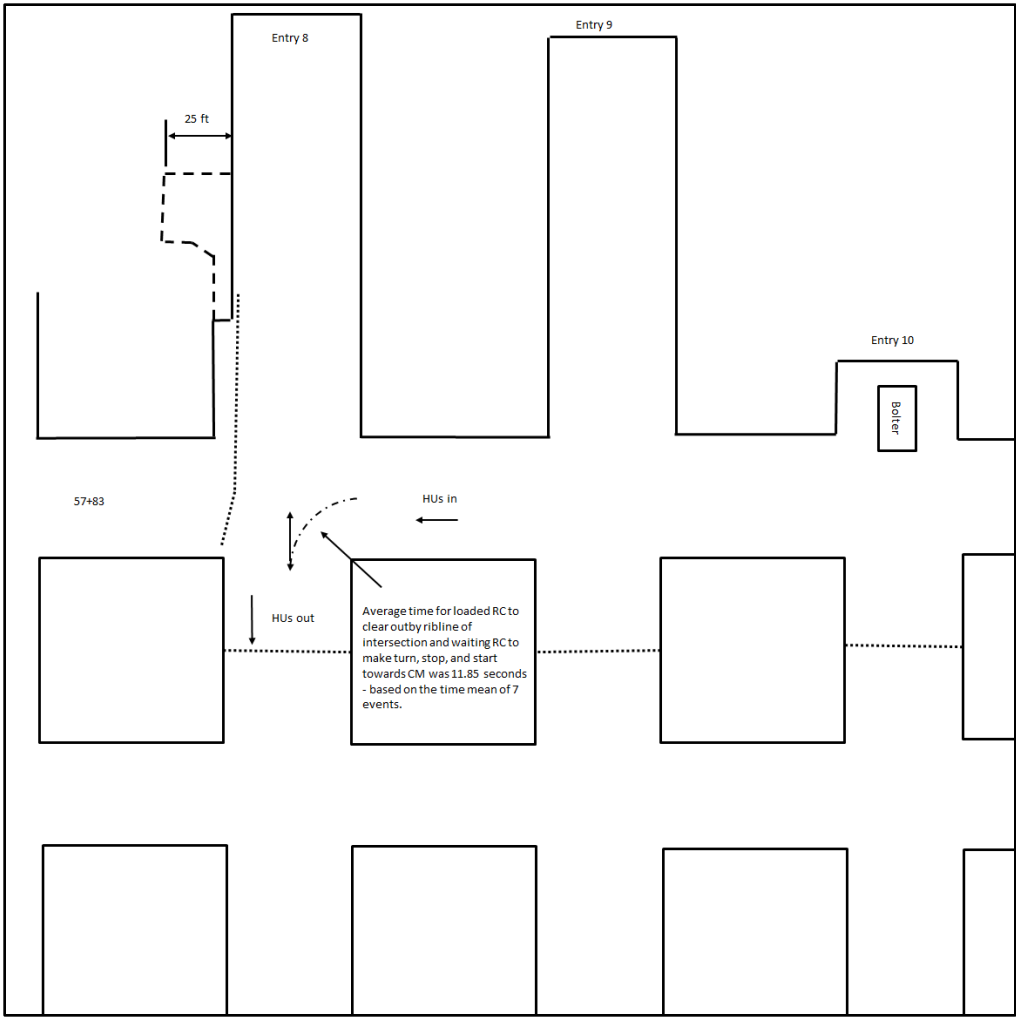 Entry 9
Entry 8
25 ft
Entry 10
Bolter
57+83
HUs in
HUs out
Average time for loaded RC to
clear outby ribline of
intersection and waiting RC to
make turn, stop, and start
towards CM was 11.85 seconds
- based on the time mean of 7
events.